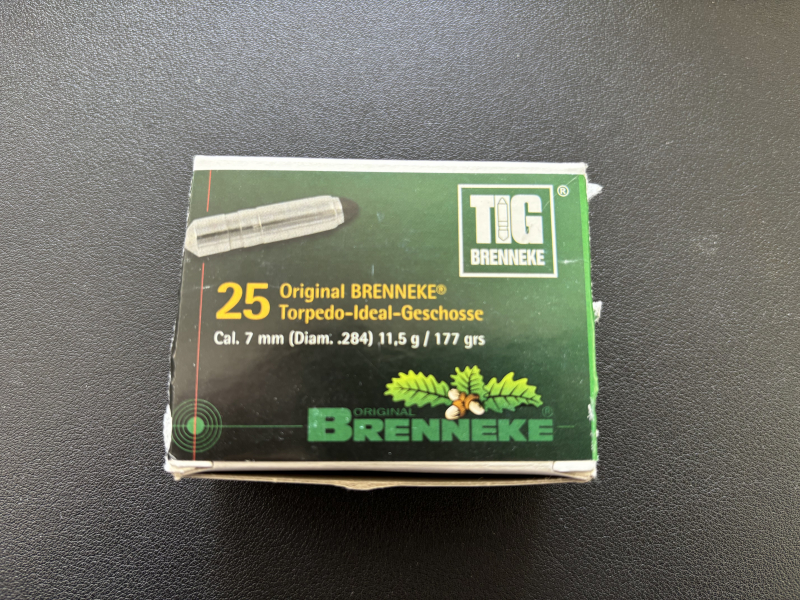 TIG®
BRENNEKE
25 Original BRENNEKE®
Torpedo-Ideal-Geschosse
Cal. 7 mm (Diam. .284) 11,5 g / 177 grs
ORIGINAL
BRENNEKE®